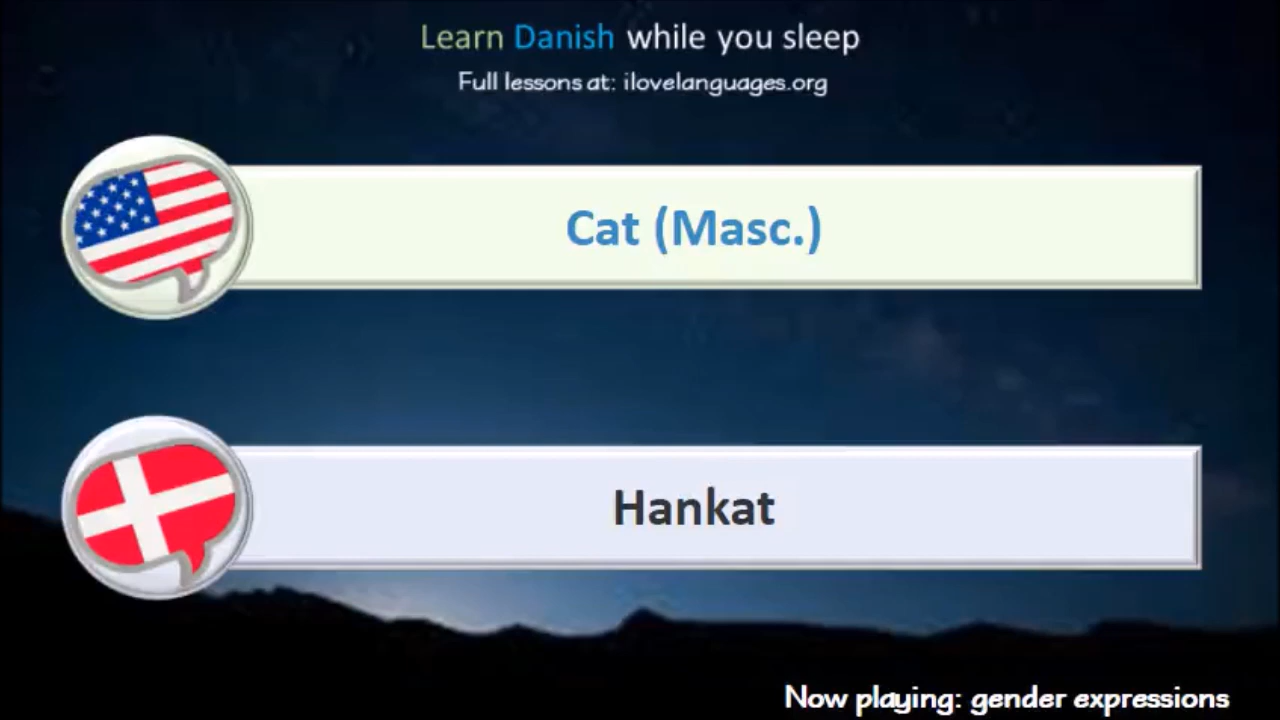 Learn Danish while you sleep
Full lessons at: ilovelanguages.org
Cat (Masc.)
Hankat
Now playing: gender expressions